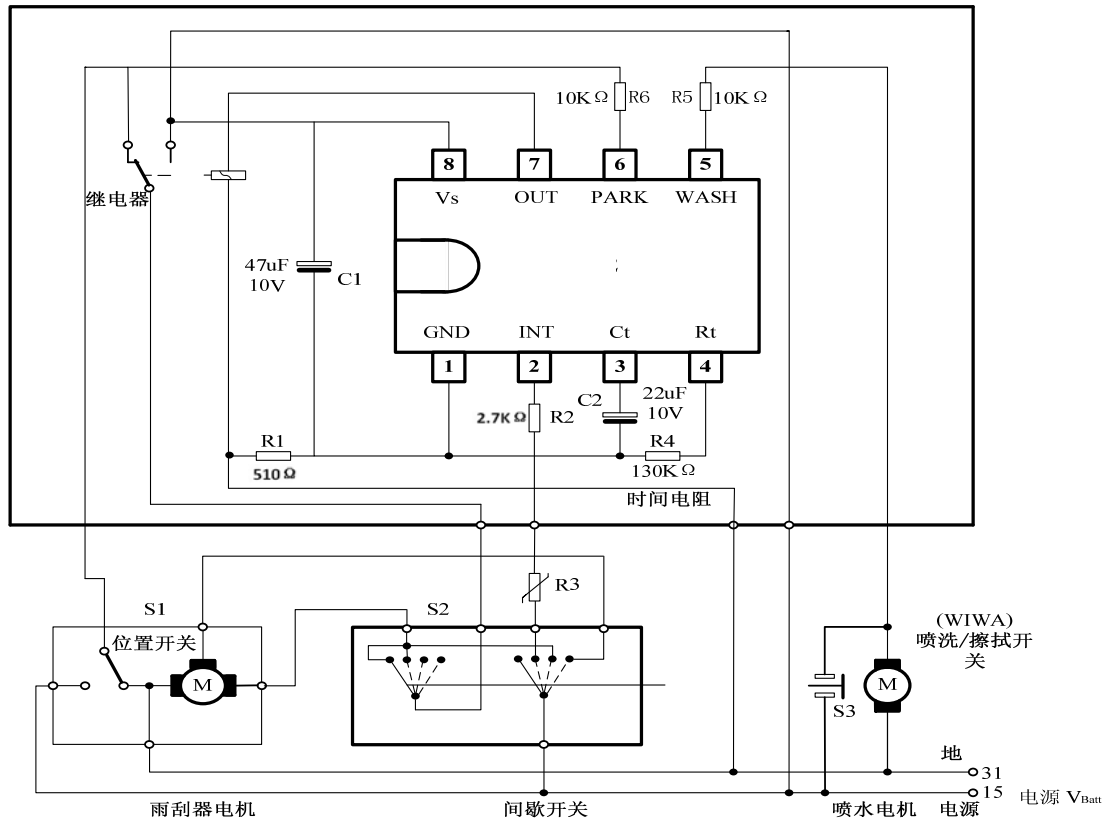 10KΩ R6 R5 10KΩ
8 7 6 5
Vs OUT PARK WASH
继电器
47uF
10V
C1
GND INT Ct Rt
1 2 3 4
22uF
10V
C2
2.7KΩ R2
R1
510Ω
R4
130KΩ
时间电阻
R3
S1
S2
位置开关
M
(WIWA)
喷洗/擦拭开
关
M
S3
地
31
15 电源 VBatt
雨刮器电机 间歇开关 喷水电机 电源